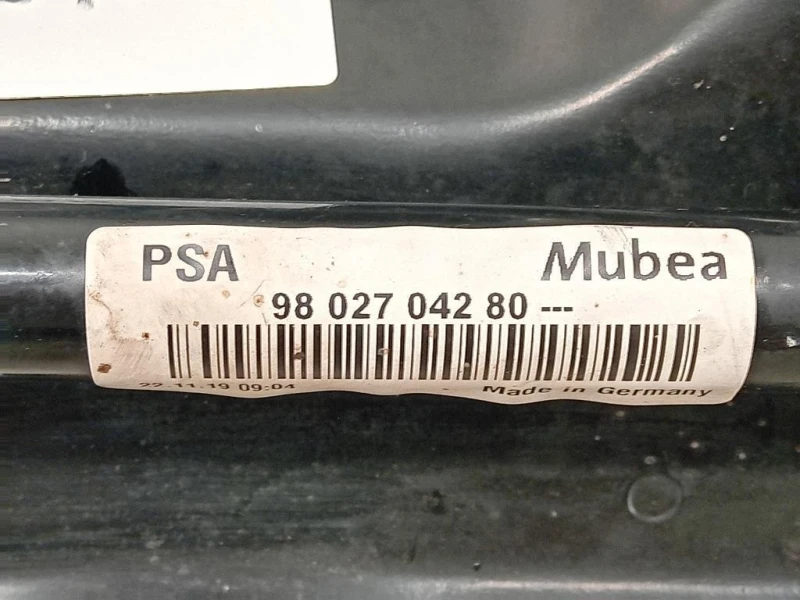 PSA Mubea
98 027 042 80 ---
22.11.19 09:04 Made in Germany